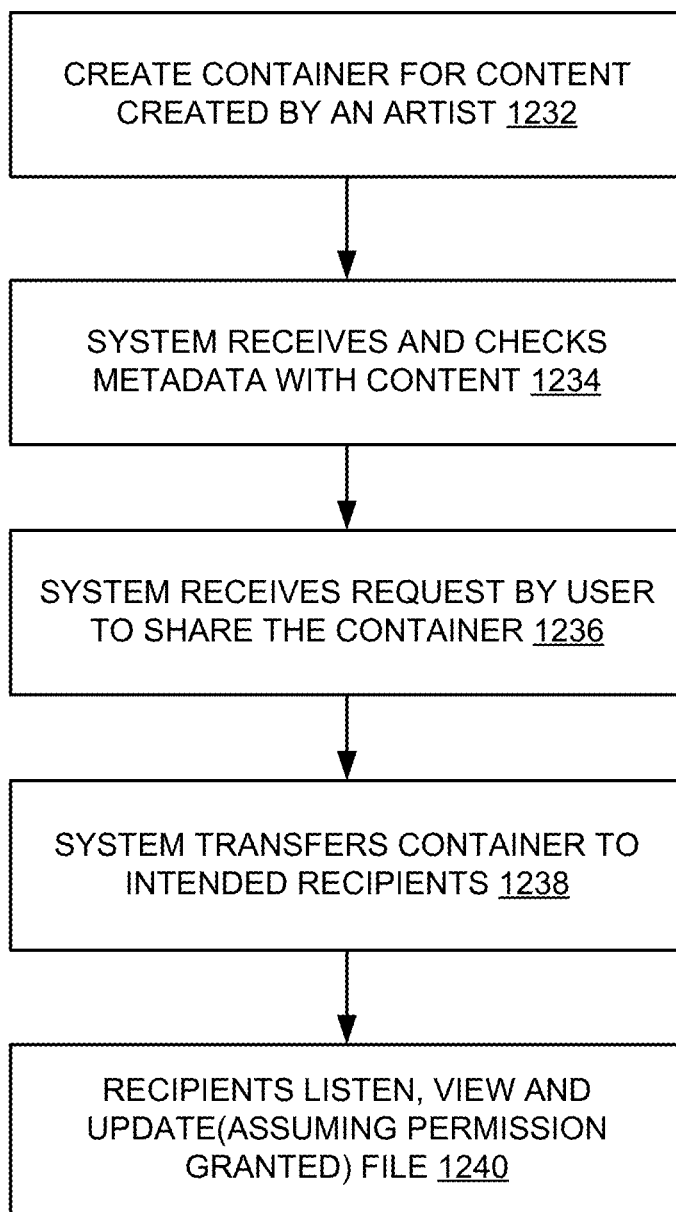 CREATE CONTAINER FOR CONTENT
CREATED BY AN ARTIST 1232
SYSTEM RECEIVES AND CHECKS
METADATA WITH CONTENT 1234
SYSTEM RECEIVES REQUEST BY USER
TO SHARE THE CONTAINER 1236
SYSTEM TRANSFERS CONTAINER TO
INTENDED RECIPIENTS 1238
RECIPIENTS LISTEN, VIEW AND
UPDATE(ASSUMING PERMISSION
GRANTED) FILE 1240